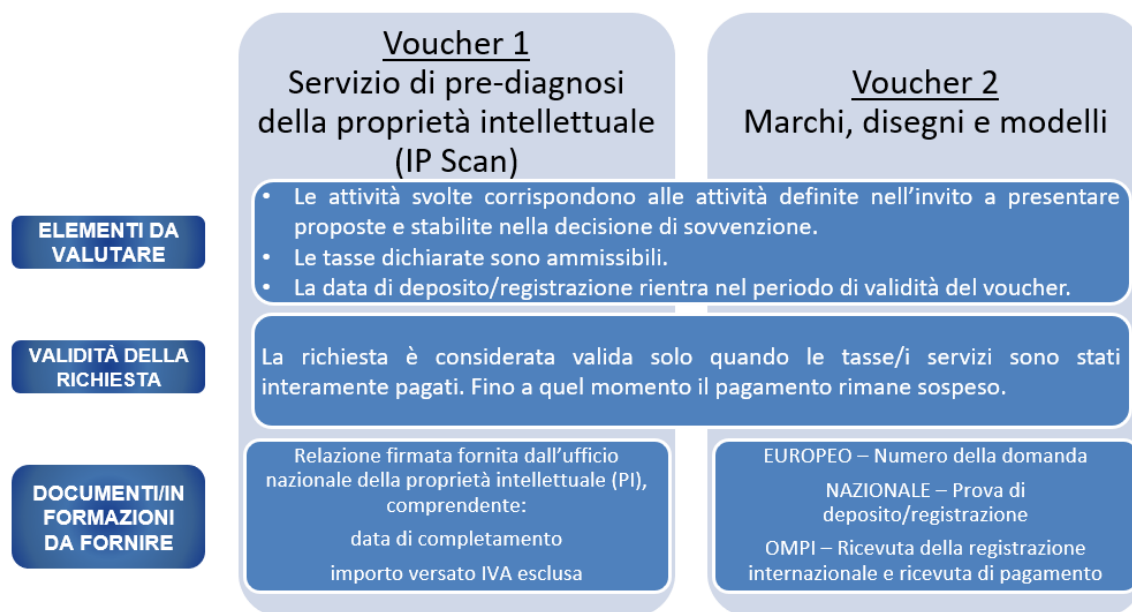 Voucher 1
Servizio di pre-diagnosi
della proprietà intellettuale
(IP Scan)
Voucher 2
Marchi, disegni e modelli
ELEMENTI DA
VALUTARE
• Le attività svolte corrispondono alle attività definite nell’invito a presentare
proposte e stabilite nella decisione di sovvenzione.
• Le tasse dichiarate sono ammissibili.
• La data di deposito/registrazione rientra nel periodo di validità del voucher.
VALIDITÀ DELLA
RICHIESTA
La richiesta è considerata valida solo quando le tasse/i servizi sono stati
interamente pagati. Fino a quel momento il pagamento rimane sospeso.
DOCUMENTI/IN
FORMAZIONI
DA FORNIRE
Relazione firmata fornita dall’ufficio
nazionale della proprietà intellettuale (PI),
comprendente:
data di completamento
importo versato IVA esclusa
EUROPEO – Numero della domanda
NAZIONALE – Prova di
deposito/registrazione
OMPI – Ricevuta della registrazione
internazionale e ricevuta di pagamento